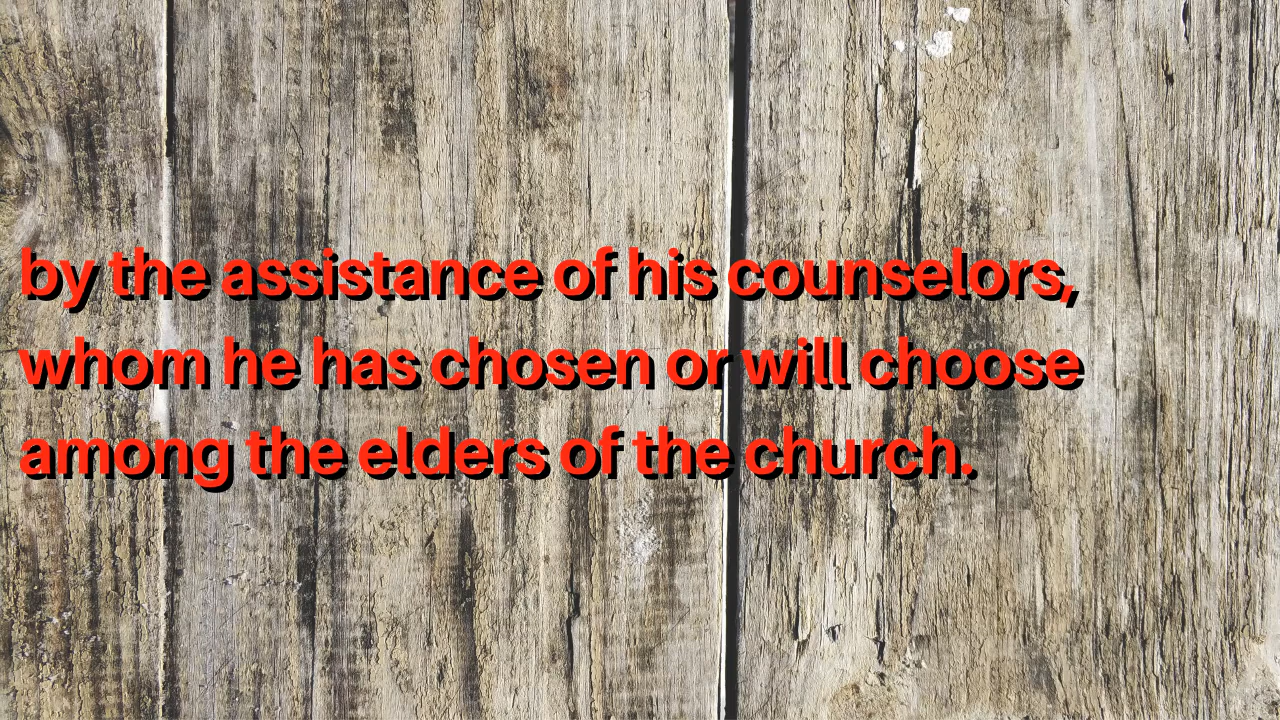 by the assistance of his counselors,
whom he has chosen or will choose
among the elders of the church.